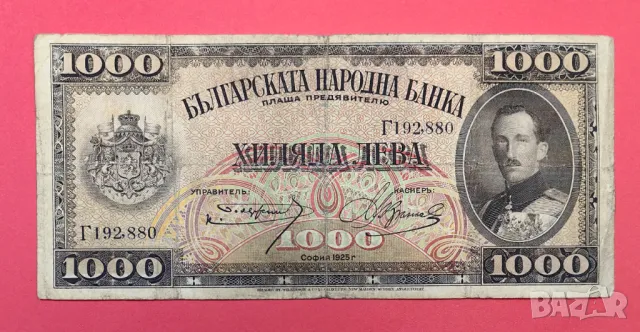 1000 1000
БЪЛГАРСКАТА НАРОДНА БАНКА
ПЛАЩА ПРЕДЯВИТЕЛЮ
Г192,880
ХИЛЯДА ЛЕВА
УПРАВИТЕЛЬ: КАСИЕРЪ:
Г192,880
1000
София 1925 г
1000 1000
BAZAR.BG